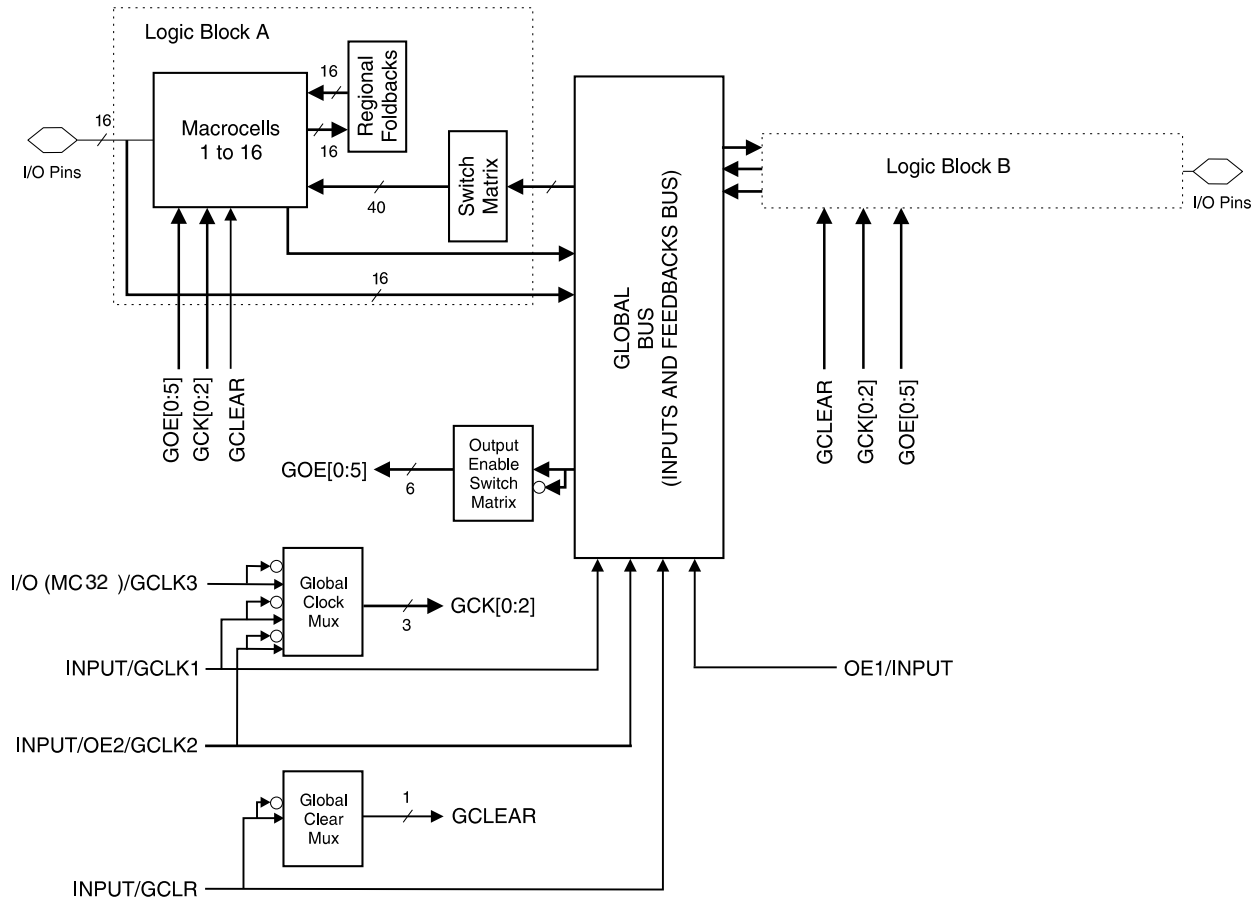 Logic Block A
16
Regional
Foldbacks
16
Macrocells
1 to 16
16
I/O Pins
Switch
Matrix
40
16
GOE[0:5]
GCK[0:2]
GCLEAR
GLOBAL
BUS
(INPUTS AND FEEDBACKS BUS)
Logic Block B
I/O Pins
GCLEAR
GCK[0:2]
GOE[0:5]
GOE[0:5]
6
Output
Enable
Switch
Matrix
I/O (MC32 )/GCLK3
Global
Clock
Mux
3
GCK[0:2]
INPUT/GCLK1
OE1/INPUT
INPUT/OE2/GCLK2
Global
Clear
Mux
1
GCLEAR
INPUT/GCLR